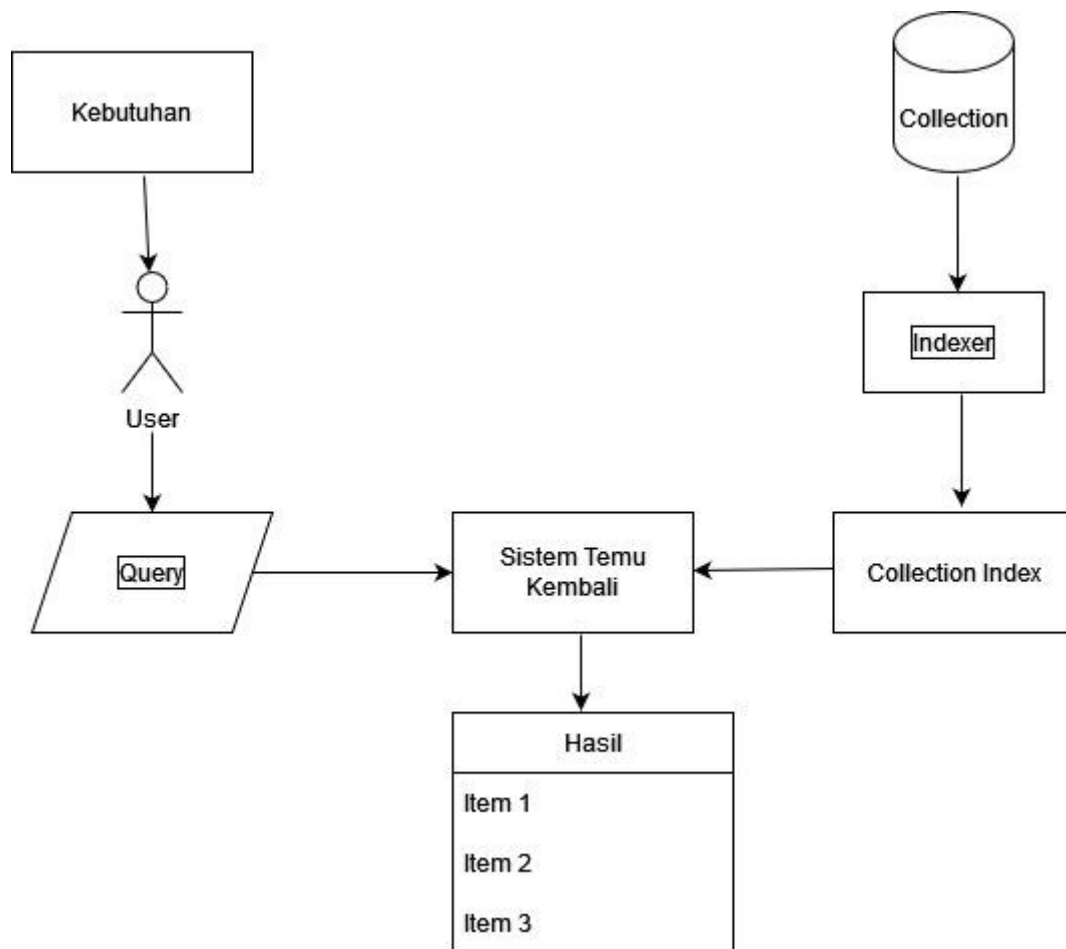 Kebutuhan
Collection
Indexer
User
Query
Sistem Temu
Kembali
Collection Index
Hasil
Item 1
Item 2
Item 3